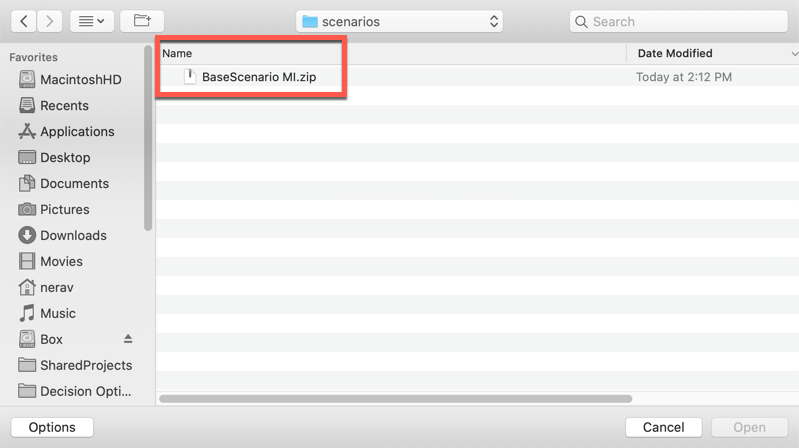 scenarios
Search
Favorites
MacintoshHD
Recents
Applications
Desktop
Documents
Pictures
Downloads
Movies
nerav
Music
Box
SharedProjects
Decision Opti...
Name
Date Modified
BaseScenario MI.zip
Today at 2:12 PM
Options
Cancel
Open